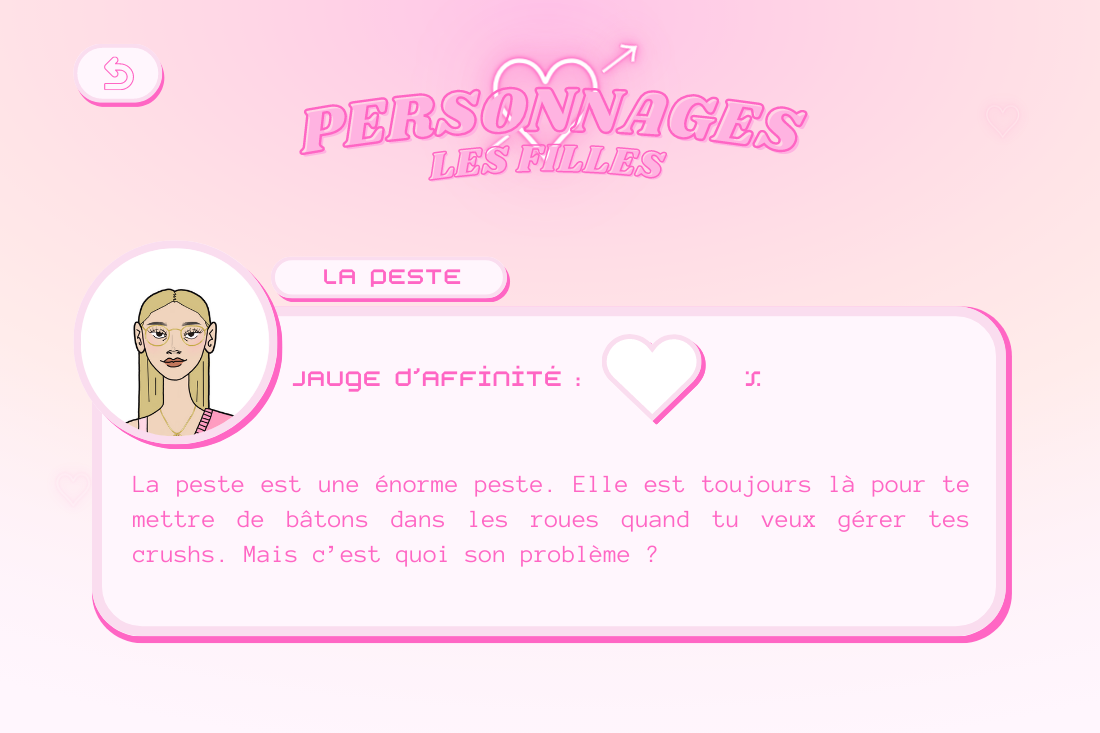 PERSONNAGES
LES FILLES
LA PESTE
JAUGE D'AFFINITÉ : %
La peste est une énorme peste. Elle est toujours là pour te
mettre de bâtons dans les roues quand tu veux gérer tes
crushs. Mais c’est quoi son problème ?